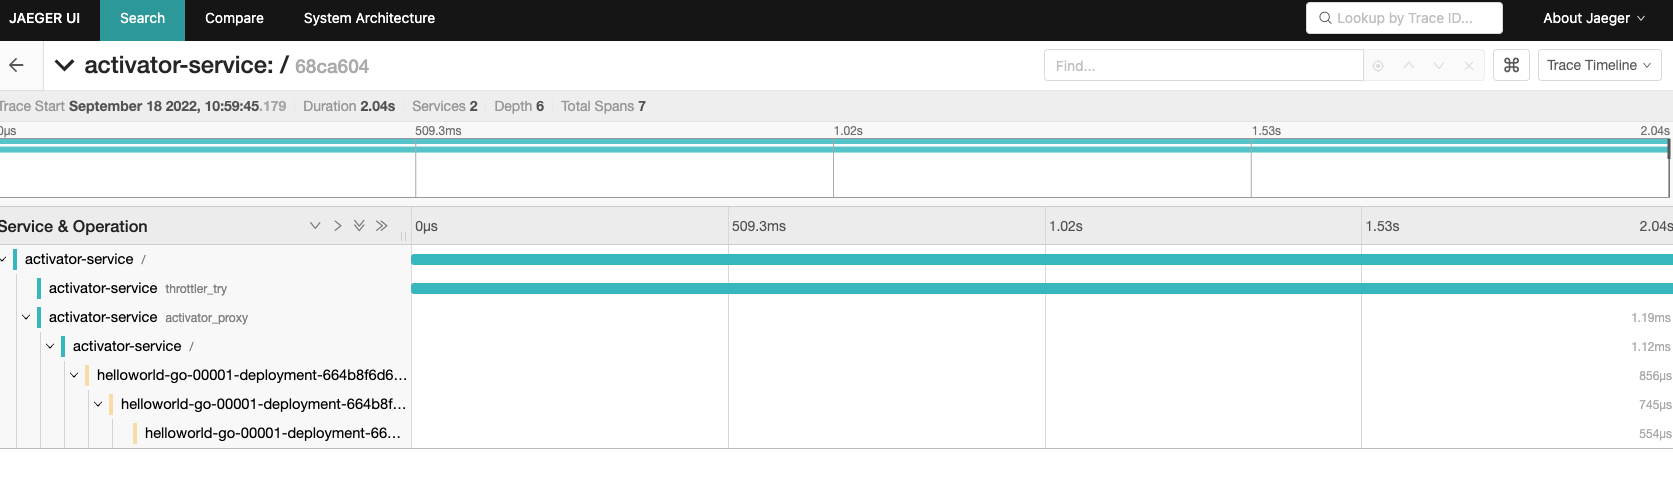 JAEGER UI Search Compare System Architecture Lookup by Trace ID... About Jaeger
activator-service: / 68ca604 Find... Trace Timeline
Trace Start September 18 2022, 10:59:45.179 Duration 2.04s Services 2 Depth 6 Total Spans 7
0μs 509.3ms 1.02s 1.53s 2.04s
Service & Operation 0μs 509.3ms 1.02s 1.53s 2.04s
activator-service /
activator-service throttler_try
activator-service activator_proxy 1.19ms
activator-service / 1.12ms
helloworld-go-00001-deployment-664b8f6d6... 856μs
helloworld-go-00001-deployment-664b8f... 745μs
helloworld-go-00001-deployment-66... 554μs